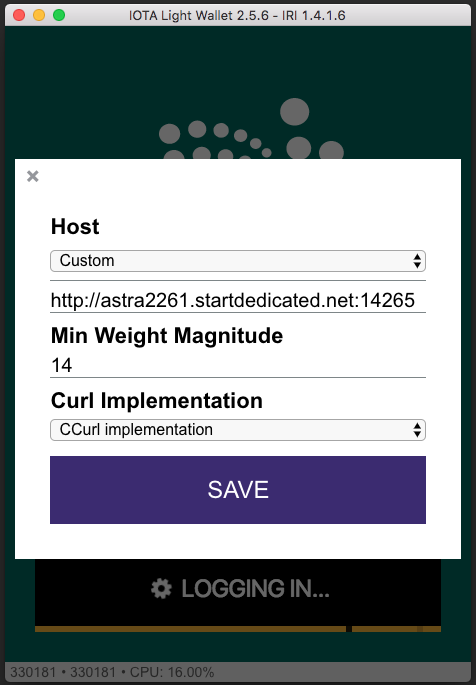 IOTA Light Wallet 2.5.6 - IRI 1.4.1.6
Host
Custom
http://astra2261.startdedicated.net:14265
Min Weight Magnitude
14
Curl Implementation
CCurl implementation
SAVE
LOGGING IN...
330181 • 330181 • CPU: 16.00%